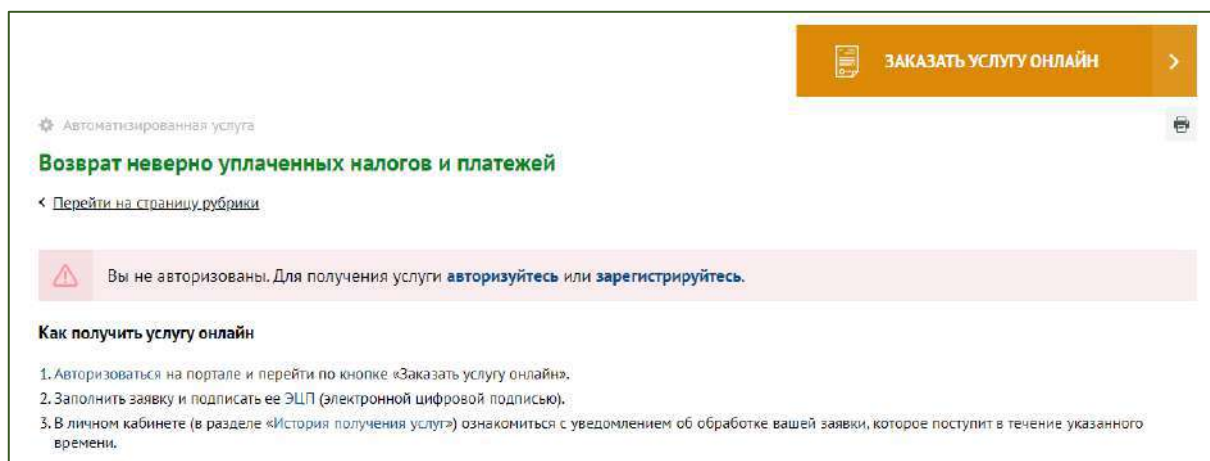 ЗАКАЗАТЬ УСЛУГУ ОНЛАЙН
Автоматизированная услуга
Возврат неверно уплаченных налогов и платежей
Перейти на страницу рубрики
Вы не авторизованы. Для получения услуги авторизуйтесь или зарегистрируйтесь.
Как получить услугу онлайн
1. Авторизоваться на портале и перейти по кнопке «Заказать услугу онлайн».
2. Заполнить заявку и подписать ее ЭЦП (электронной цифровой подписью).
3. В личном кабинете (в разделе «История получения услуг») ознакомиться с уведомлением об обработке вашей заявки, которое поступит в течение указанного
времени.